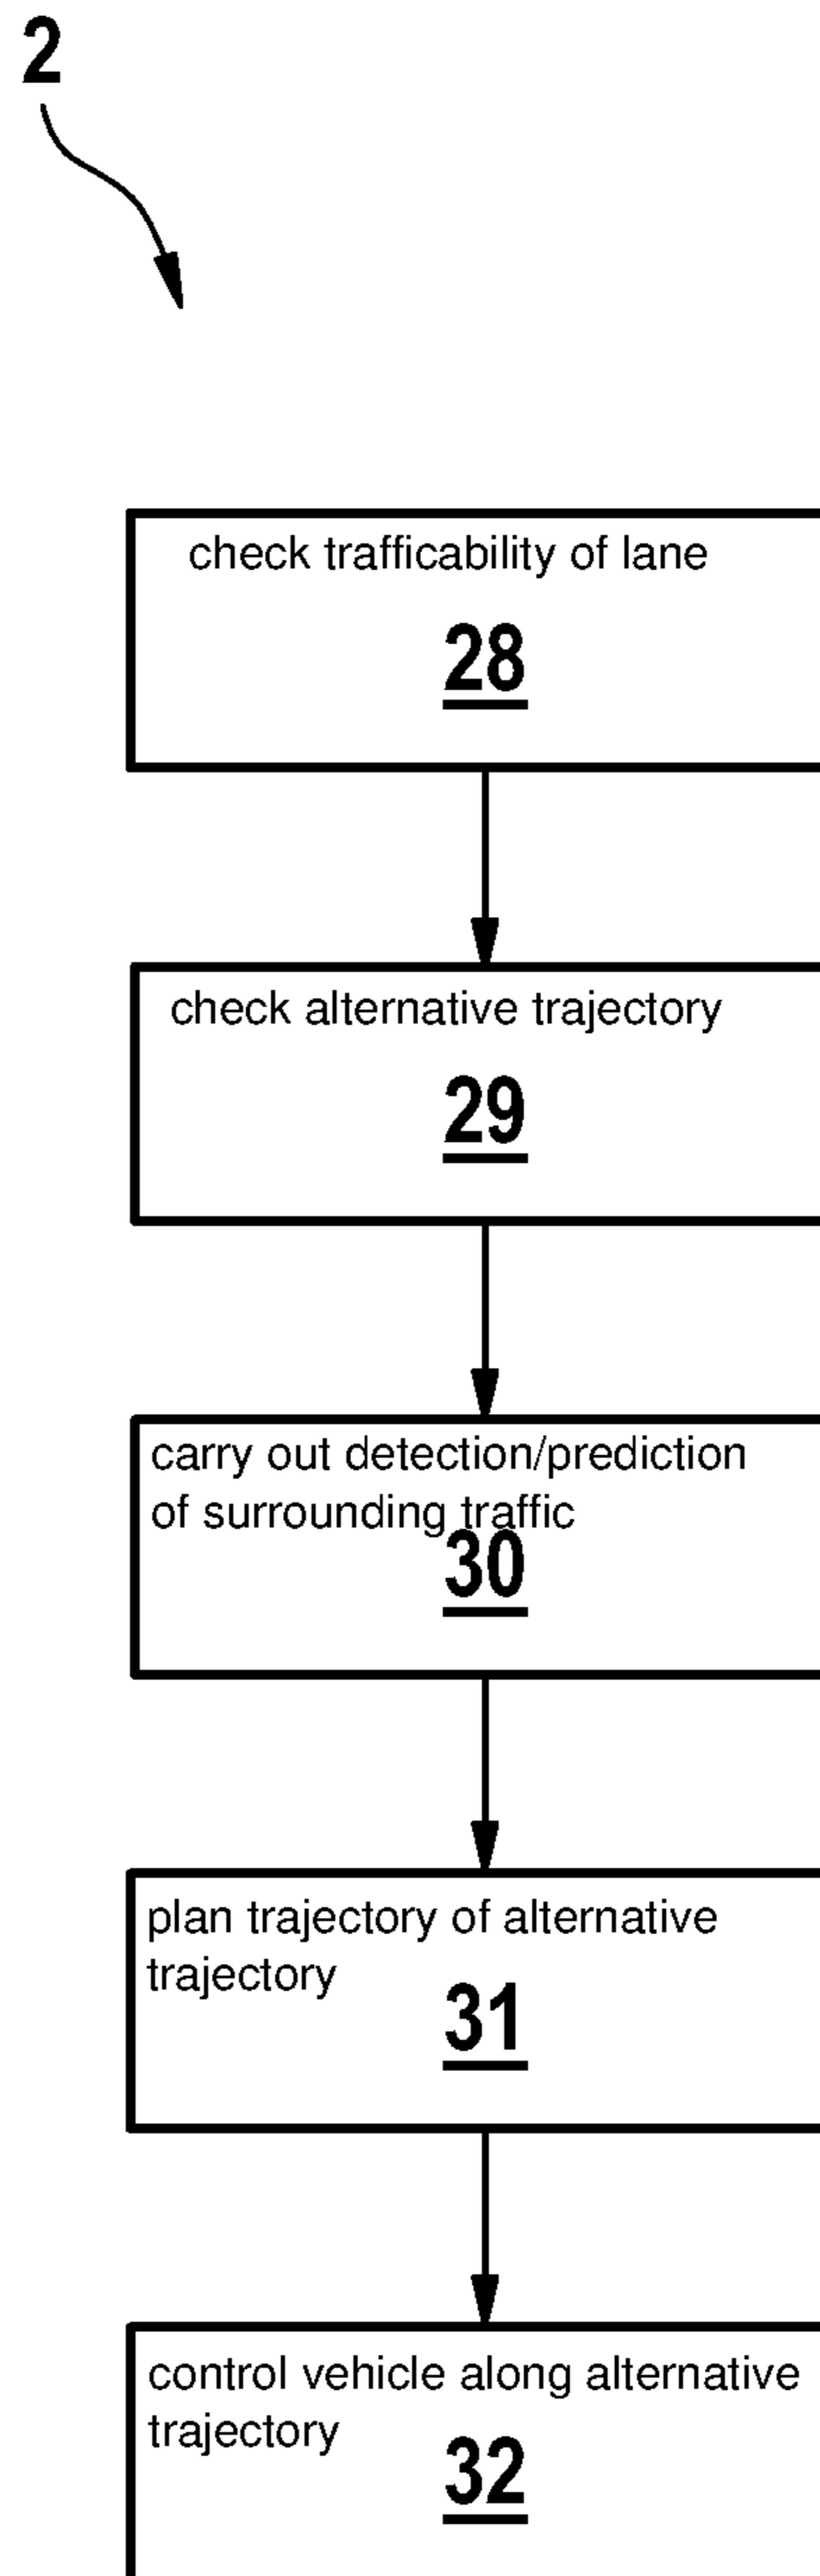 2
check trafficability of lane
28
check alternative trajectory
29
carry out detection/prediction
of surrounding traffic
30
plan trajectory of alternative
trajectory
31
control vehicle along alternative
trajectory
32